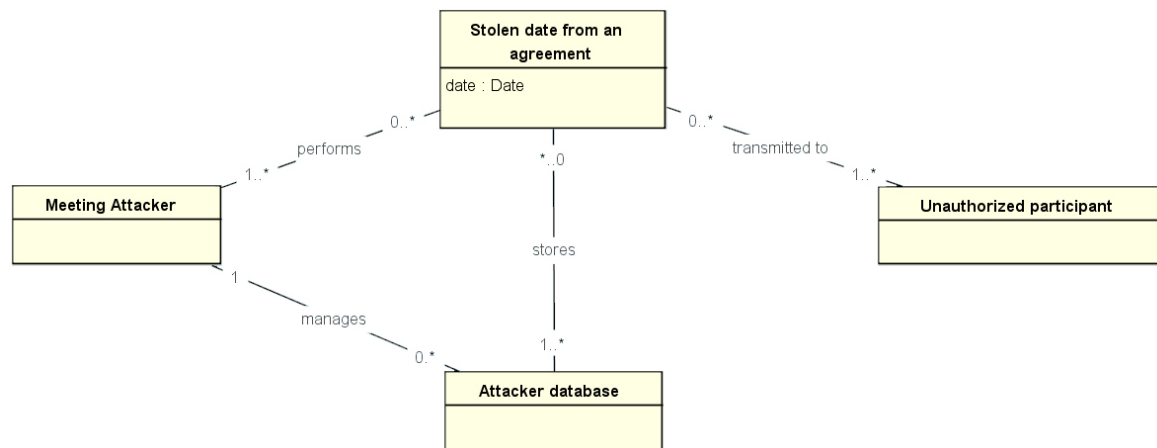 Stolen date from an
agreement
date : Date
0..*
performs
1..*
0..*
transmitted to
1..*
*..0
Meeting Attacker
Unauthorized participant
stores
1
manages
0.*
1..*
Attacker database